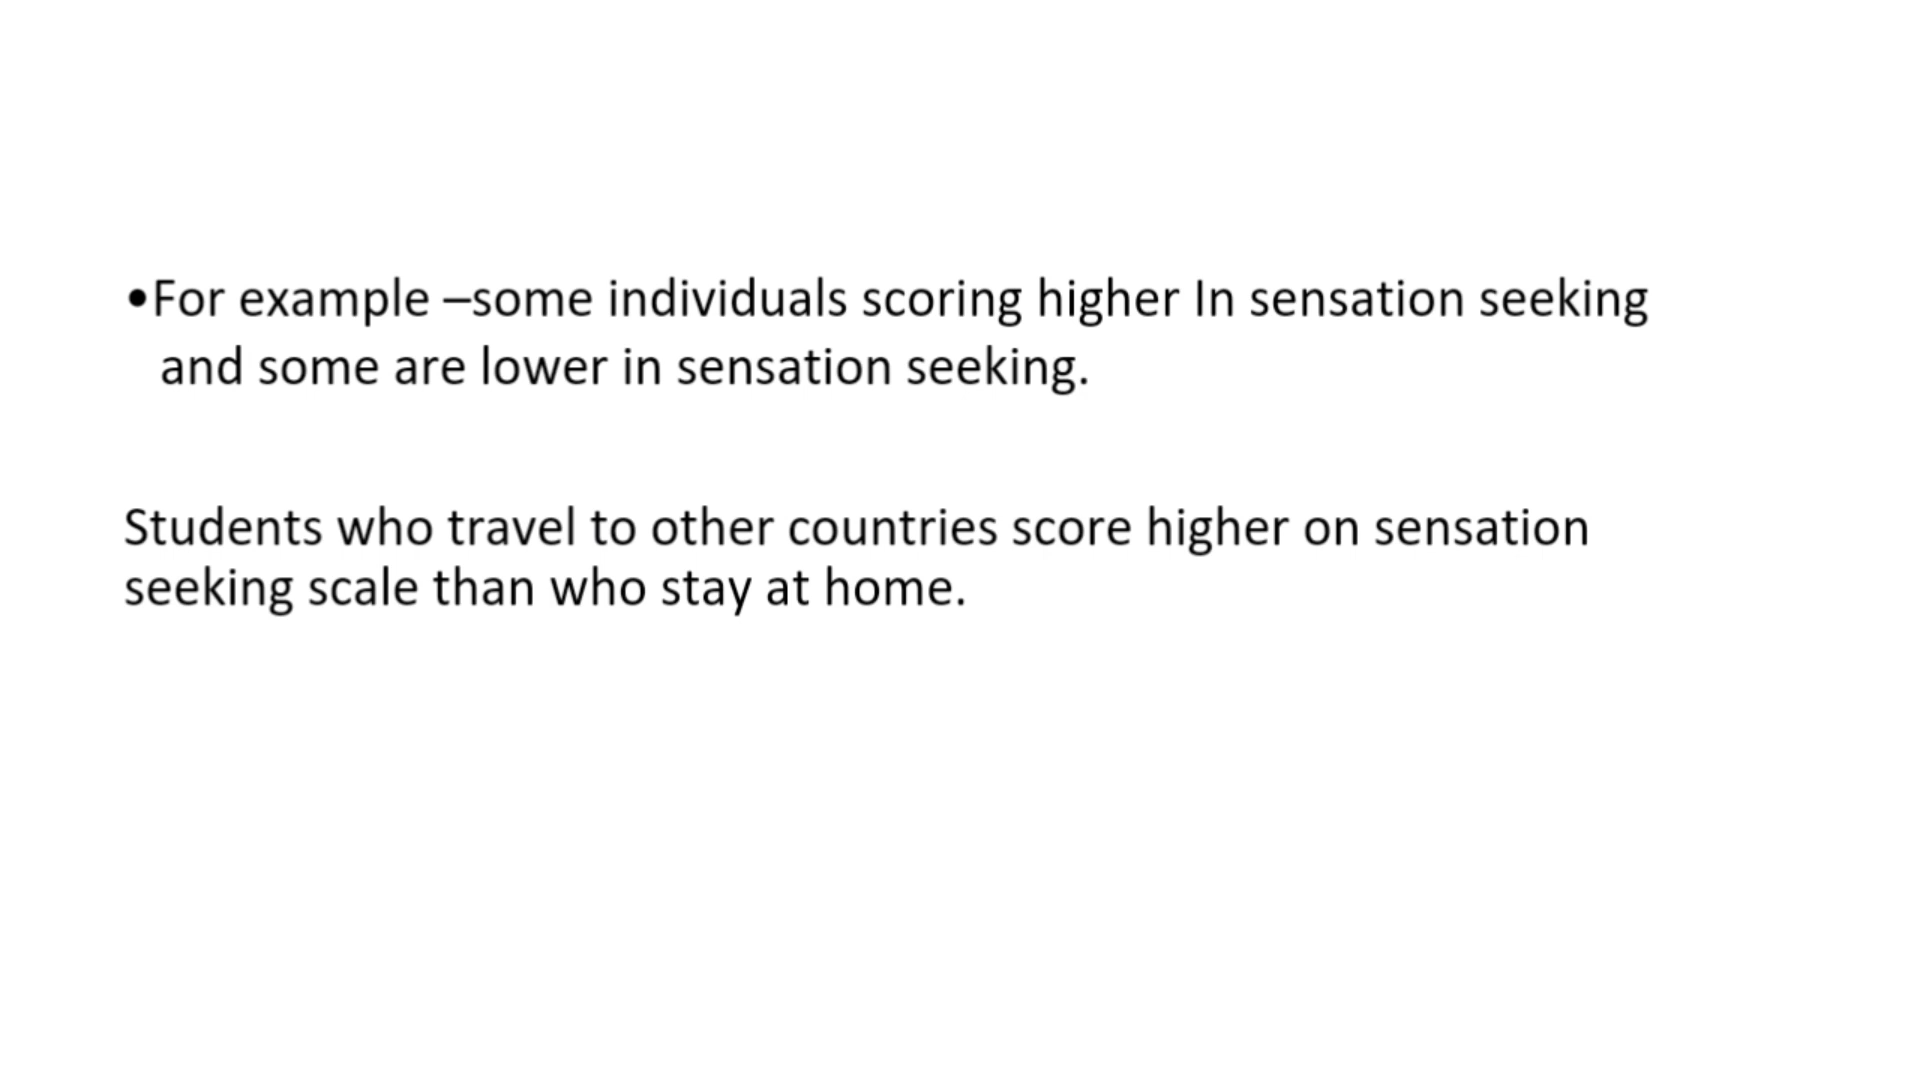 •For example –some individuals scoring higher In sensation seeking
and some are lower in sensation seeking.
Students who travel to other countries score higher on sensation
seeking scale than who stay at home.